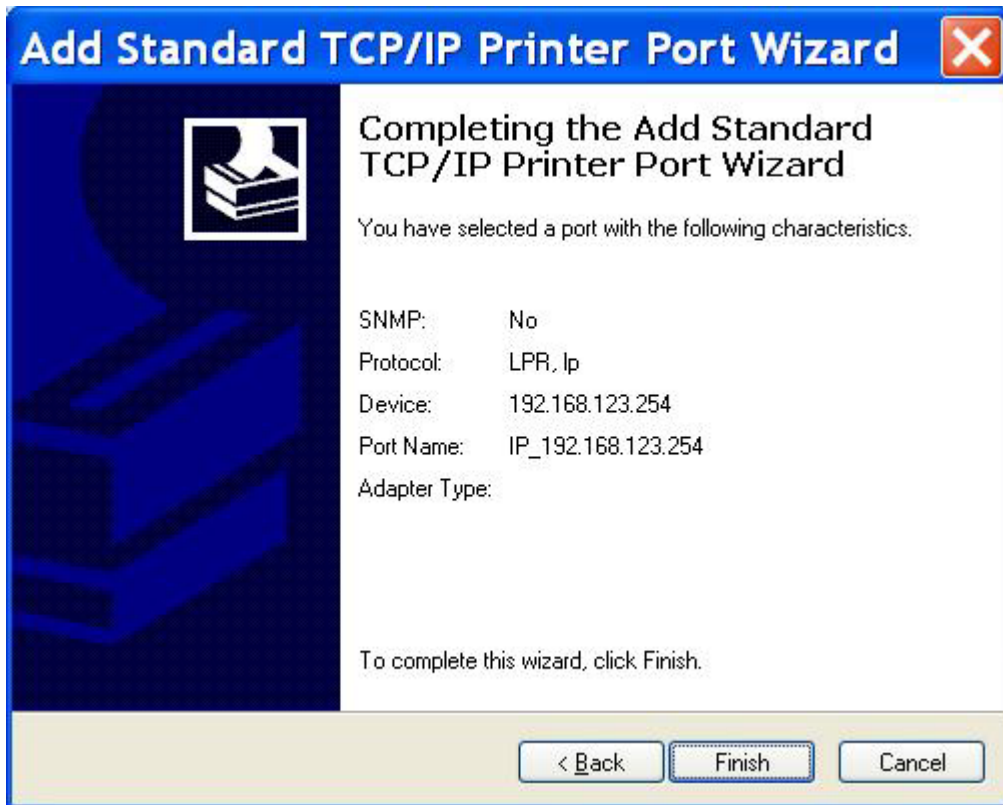 Add Standard TCP/IP Printer Port Wizard
Completing the Add Standard
TCP/IP Printer Port Wizard
You have selected a port with the following characteristics.
SNMP: No
Protocol: LPR, lp
Device: 192.168.123.254
Port Name: IP_192.168.123.254
Adapter Type:
To complete this wizard, click Finish.
< Back Finish Cancel